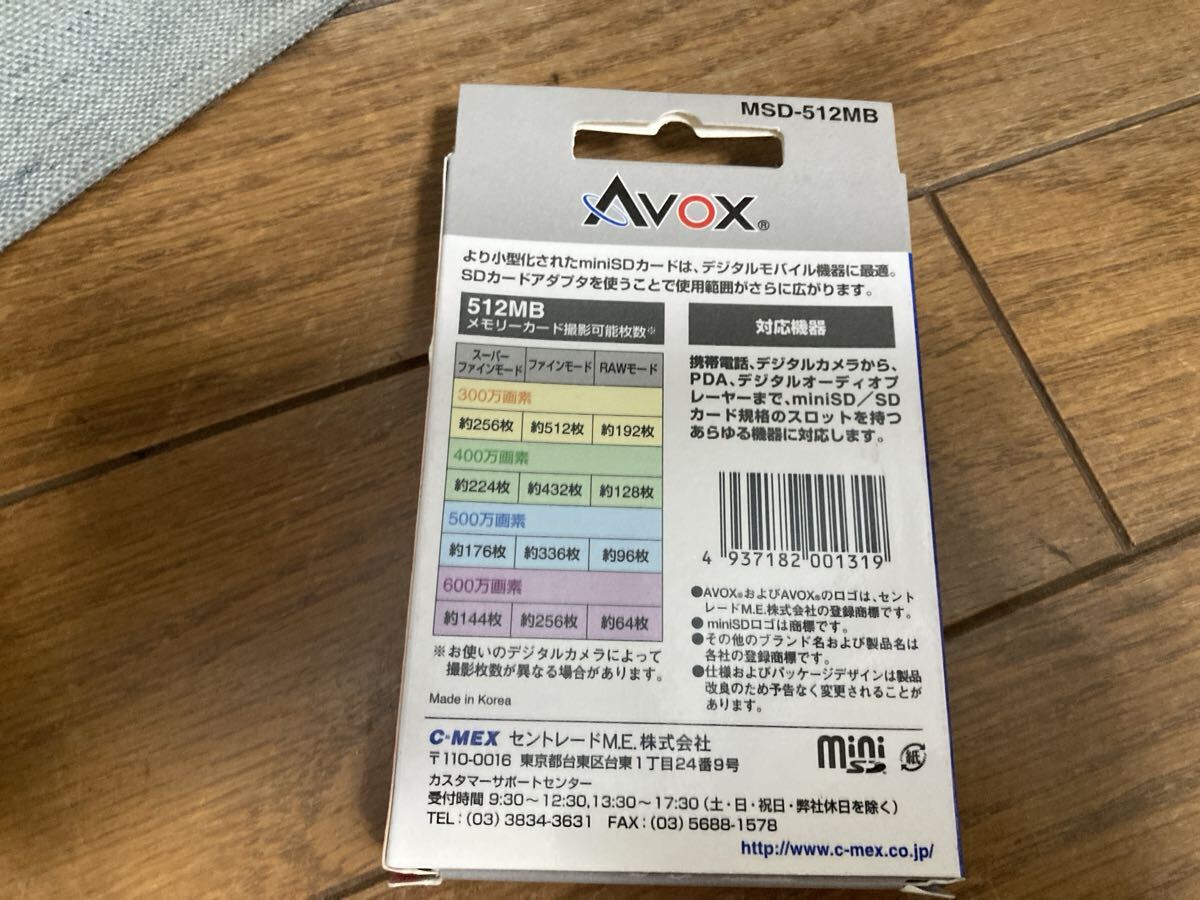 MSD-512MB
AVOX®
より小型化されたminiSDカードは、デジタルモバイル機器に最適。
SDカードアダプタを使うことで使用範囲がさらに広がります。
512MB
メモリーカード撮影可能枚数※
スーパー
ファインモード ファインモード RAWモード
300万画素
約256枚 約512枚 約192枚
400万画素
約224枚 約432枚 約128枚
500万画素
約176枚 約336枚 約96枚
600万画素
約144枚 約256枚 約64枚
※お使いのデジタルカメラによって
撮影枚数が異なる場合があります。
Made in Korea
対応機器
携帯電話、デジタルカメラから、
PDA、デジタルオーディオプ
レーヤーまで、miniSD／SD
カード規格のスロットを持つ
あらゆる機器に対応します。
4 937182 001319
●AVOX®およびAVOX®のロゴは、セント
レードM.E.株式会社の登録商標です。
●miniSDロゴは商標です。
●その他のブランド名および製品名は
各社の登録商標です。
●仕様およびパッケージデザインは製品
改良のため予告なく変更されることが
あります。
C-MEX セントレードM.E.株式会社
〒110-0016 東京都台東区台東1丁目24番9号
カスタマーサポートセンター
受付時間 9:30～12:30,13:30～17:30（土・日・祝日・弊社休日を除く）
TEL:(03)3834-3631 FAX:(03)5688-1578
mini SD
紙
http://www.c-mex.co.jp/